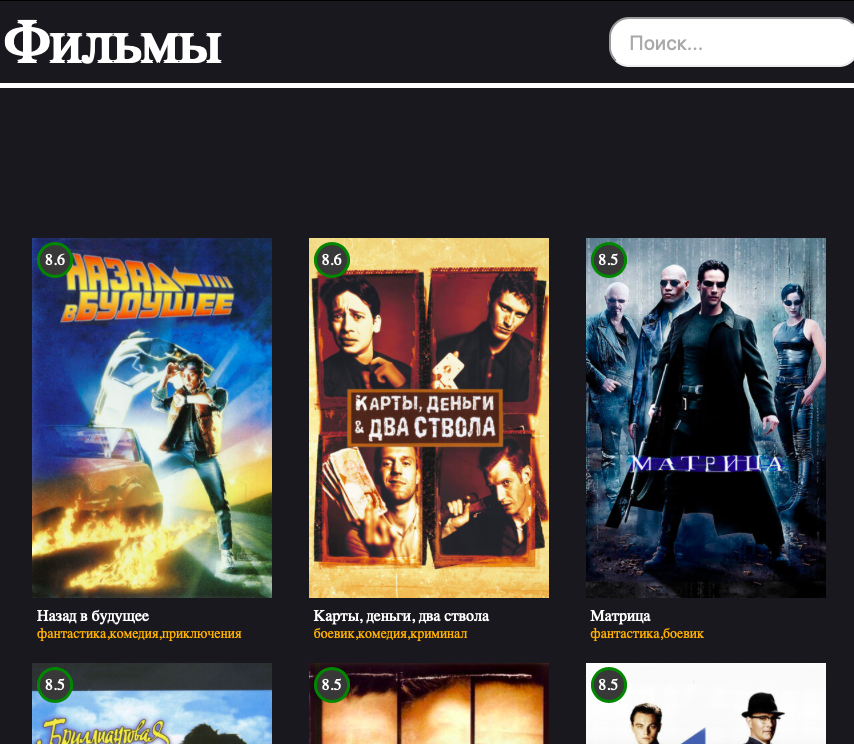 Фильмы
Поиск...
8.6
НАЗАД
В БУДУЩЕЕ
8.6
КАРТЫ, ДЕНЬГИ
& ДВА СТВОЛА
8.5
МАТРИЦА
Назад в будущее
фантастика,комедия,приключения
Карты, деньги, два ствола
боевик,комедия,криминал
Матрица
фантастика,боевик
8.5
Бриллиантовая
8.5
8.5